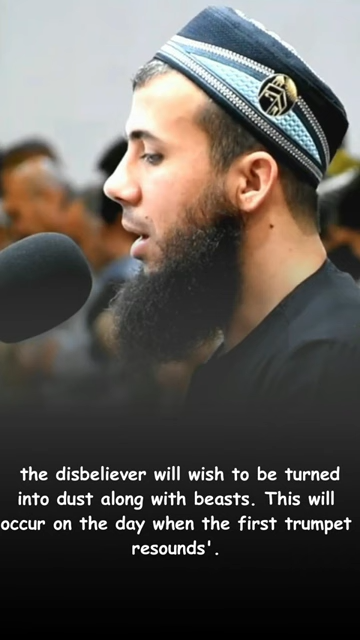 the disbeliever will wish to be turned
into dust along with beasts. This will
occur on the day when the first trumpet
resounds'.